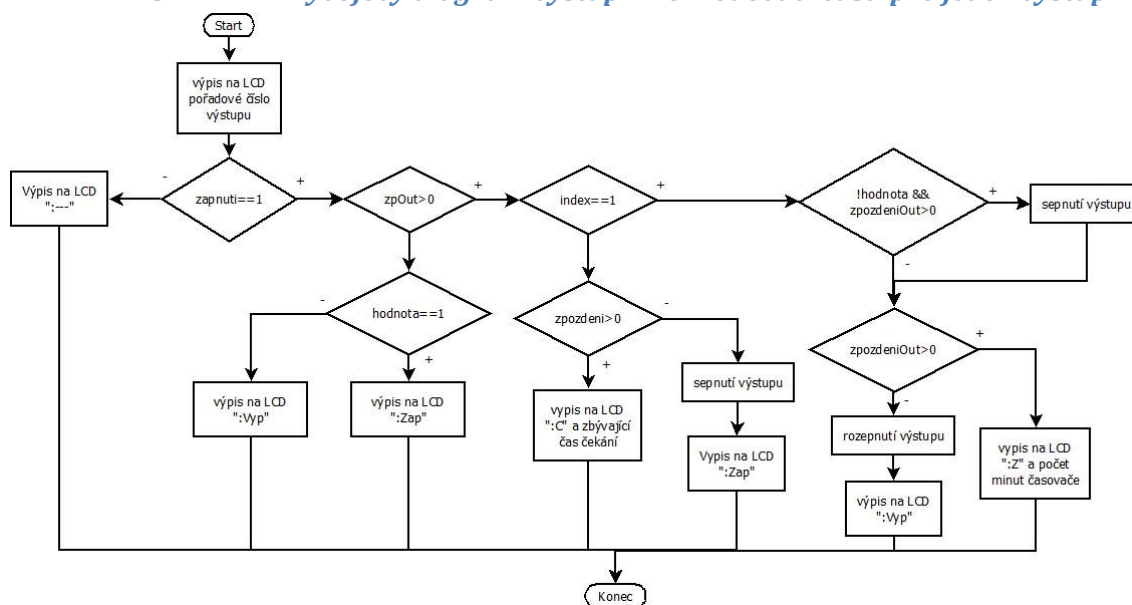 Start
výpis na LCD
pořadové číslo
výstupu
-
zapnuti==1
+
Výpis na LCD
":---"
zpOut>0
+
index==1
+
!hodnota &&
zpozdeniOut>0
+
sepnutí výstupu
-
-
hodnota==1
+
zpozdeni>0
-
+
zpozdeniOut>0
+
-
výpis na LCD
":Vyp"
výpis na LCD
":Zap"
vypis na LCD
":C" a zbývající
čas čekání
sepnutí výstupu
Vypis na LCD
":Zap"
rozepnutí výstupu
výpis na LCD
":Vyp"
vypis na LCD
":Z" a počet
minut časovače
Konec